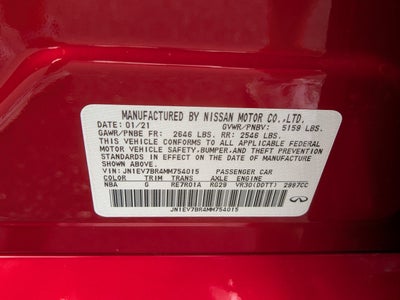 MANUFACTURED BY NISSAN MOTOR CO.,LTD.
DATE: 01/21 GVWR/PNBV: 5159 LBS.
GAWR/PNBE FR: 2646 LBS. RR: 2546 LBS.
THIS VEHICLE CONFORMS TO ALL APPLICABLE FEDERAL
MOTOR VEHICLE SAFETY,BUMPER,AND THEFT PREVENTION
STANDARDS IN EFFECT ON THE DATE OF MANUFACTURE
SHOWN ABOVE.
VIN: JN1EV7BR4MM754015 PASSENGER CAR
COLOR TRIM TRANS AXLE ENGINE
NBA G RE7R01A RG29 VR30(DDTT) 2997CC
JN1EV7BR4MM754015